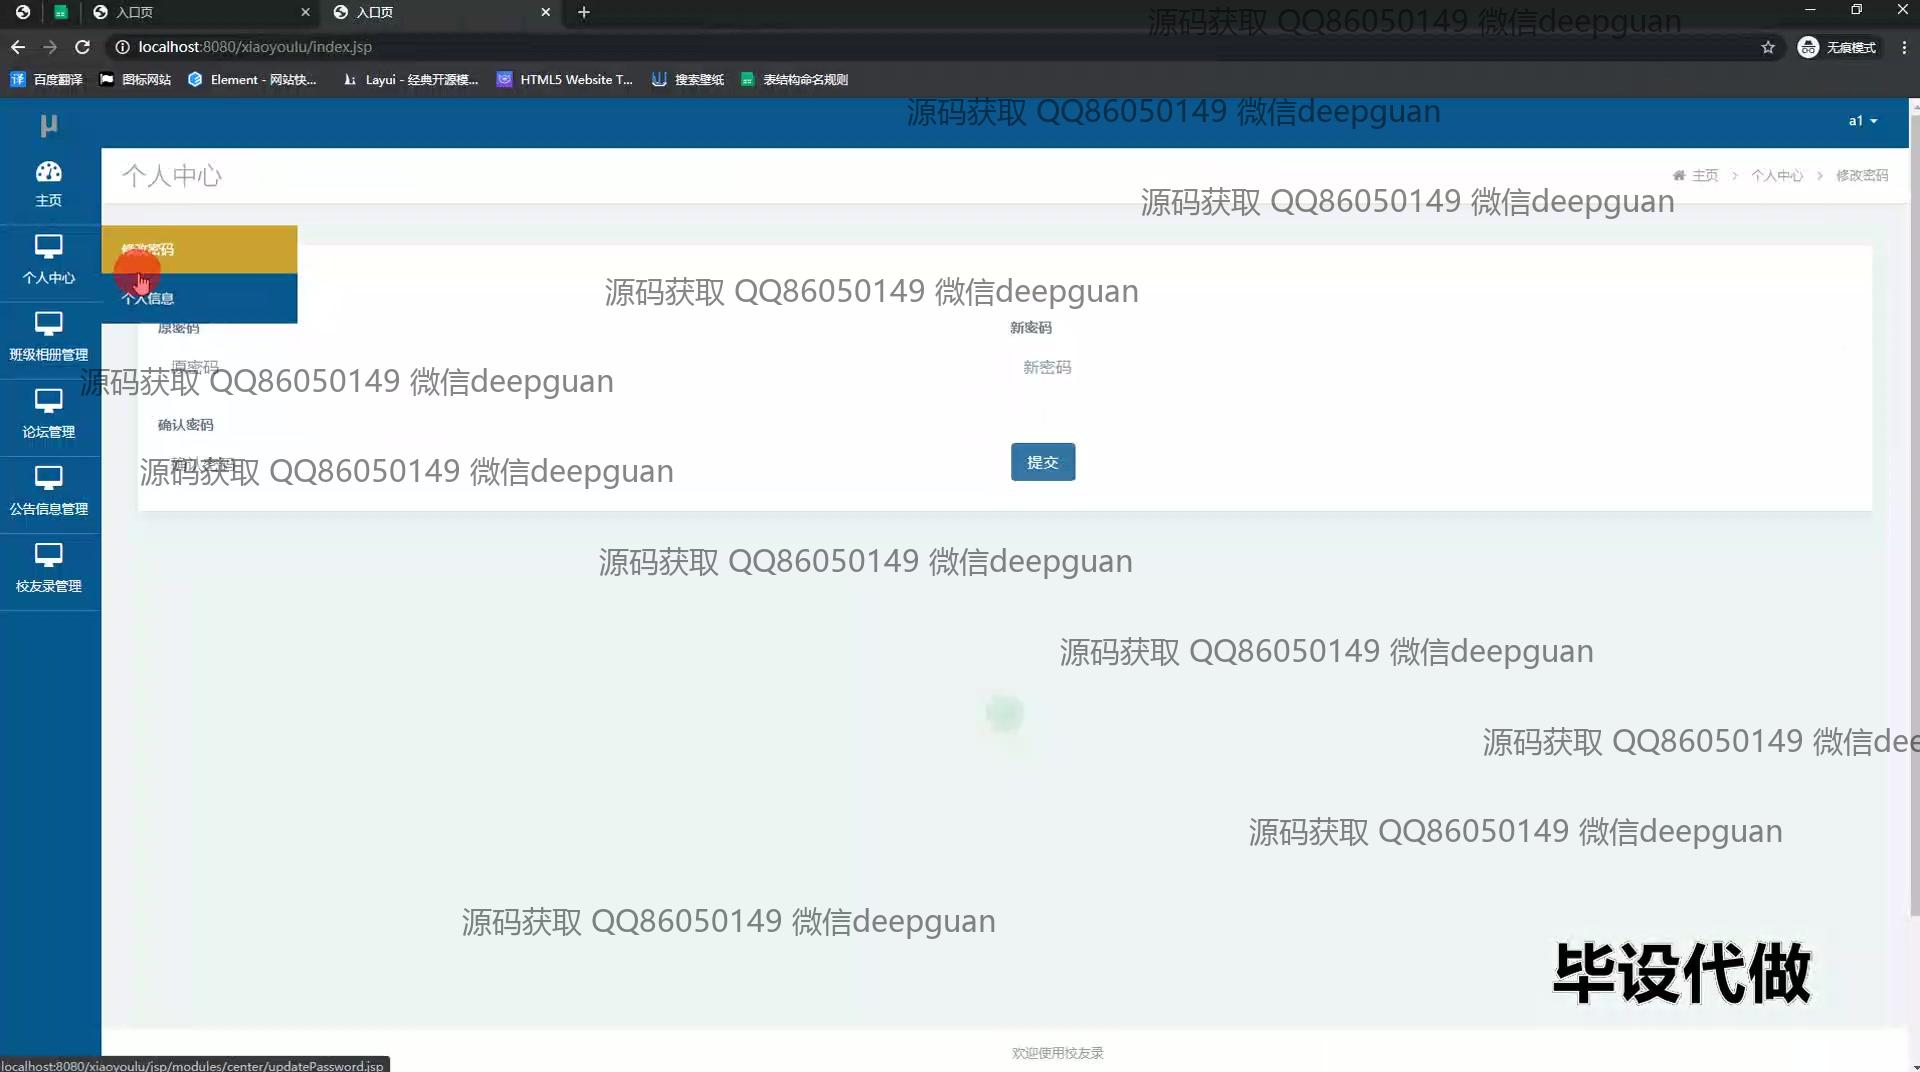 入口页
入口页
源码获取 QQ86050149 微信deepguan
localhost:8080/xiaoyoulu/index.jsp
无痕模式
百度翻译
图标网站
Element - 网站快...
Layui - 经典开源模...
HTML5 Website T...
搜索壁纸
表结构命名规则
源码获取 QQ86050149 微信deepguan
μ
a1
主页
个人中心
主页 > 个人中心 > 修改密码
源码获取 QQ86050149 微信deepguan
修改密码
个人中心
个人信息
源码获取 QQ86050149 微信deepguan
原密码
新密码
班级相册管理
原密码
新密码
源码获取 QQ86050149 微信deepguan
论坛管理
确认密码
确认密码
源码获取 QQ86050149 微信deepguan
提交
公告信息管理
源码获取 QQ86050149 微信deepguan
校友录管理
源码获取 QQ86050149 微信deepguan
源码获取 QQ86050149 微信dee
源码获取 QQ86050149 微信deepguan
源码获取 QQ86050149 微信deepguan
毕设代做
欢迎使用校友录
localhost:8080/xiaoyoulu/jsp/modules/center/updatePassword.jsp